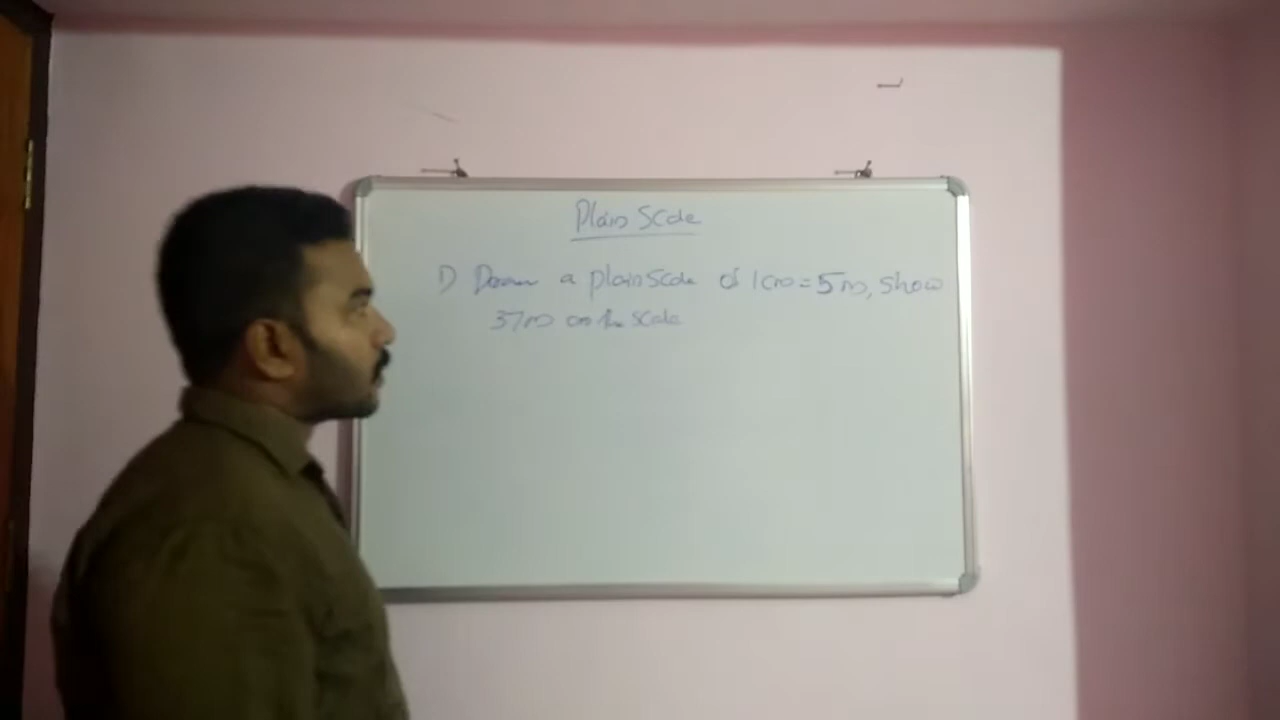 Plain Scale
1) Draw a plain scale of 1cm = 5m, show
37m on the scale